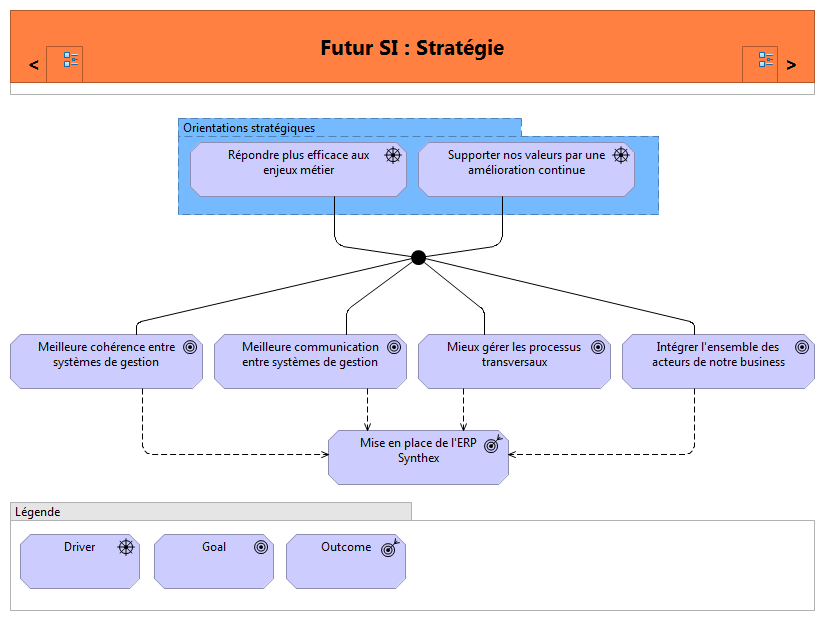 Futur SI : Stratégie
<
>
Orientations stratégiques
Répondre plus efficace aux
enjeux métier
Supporter nos valeurs par une
amélioration continue
Meilleure cohérence entre
systèmes de gestion
Meilleure communication
entre systèmes de gestion
Mieux gérer les processus
transversaux
Intégrer l'ensemble des
acteurs de notre business
Mise en place de l'ERP
Synthex
Légende
Driver
Goal
Outcome